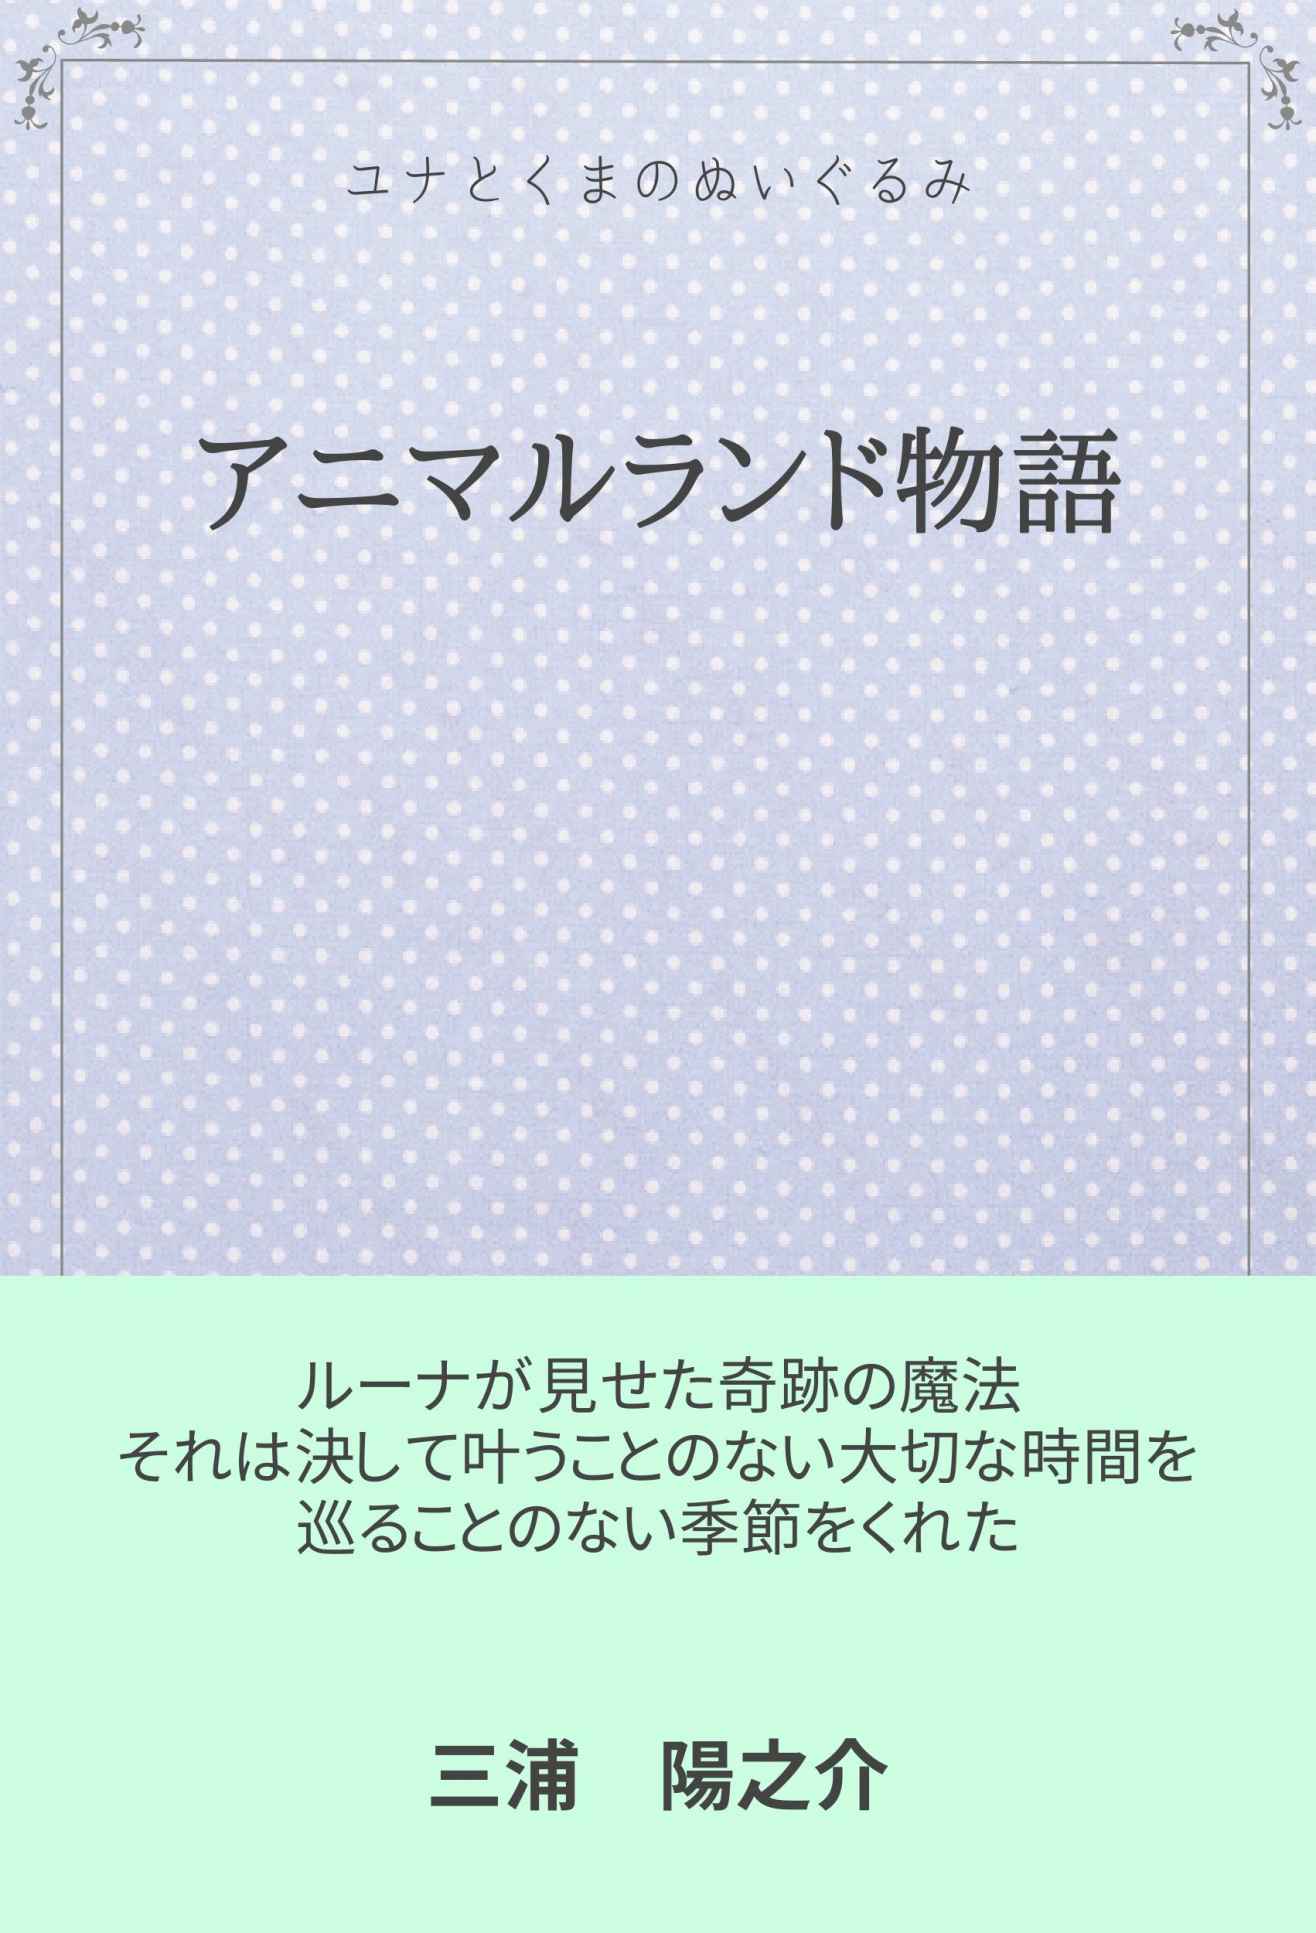 ユナとくまのぬいぐるみ
アニマルランド物語
ルーナが見せた奇跡の魔法
それは決して叶うことのない大切な時間を
巡ることのない季節をくれた
三浦　陽之介